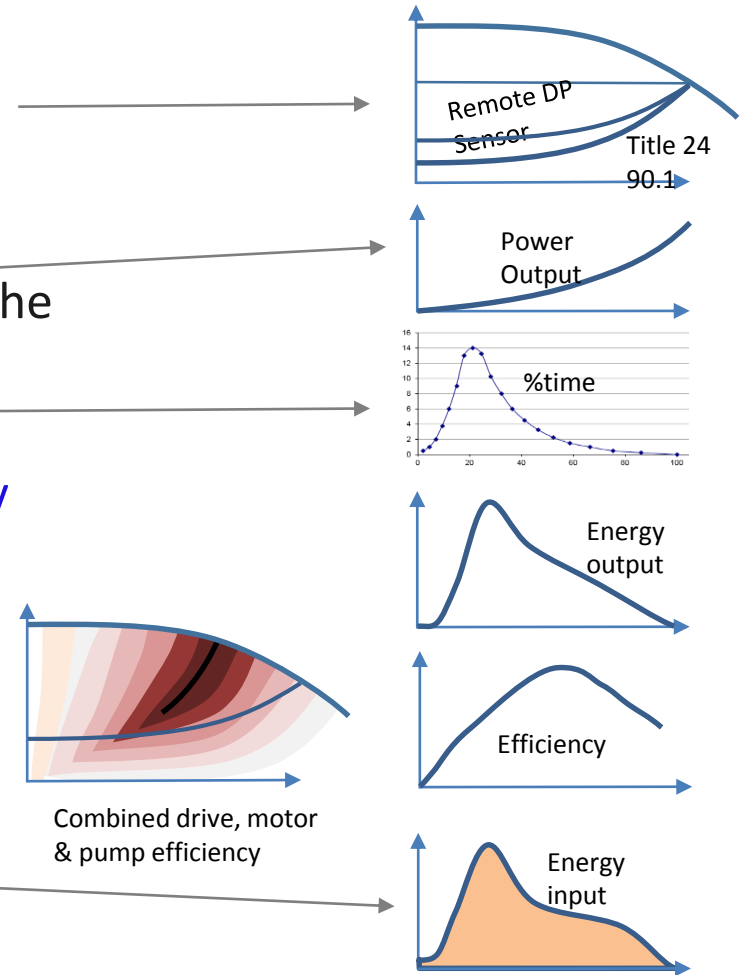 Remote DP
Sensor
Title 24
90.1
Power
Output
he
16
14
12
10
8
6
4
2
0
%time
0 20 40 60 80 100
y
Energy
output
Efficiency
Combined drive, motor
& pump efficiency
Energy
input